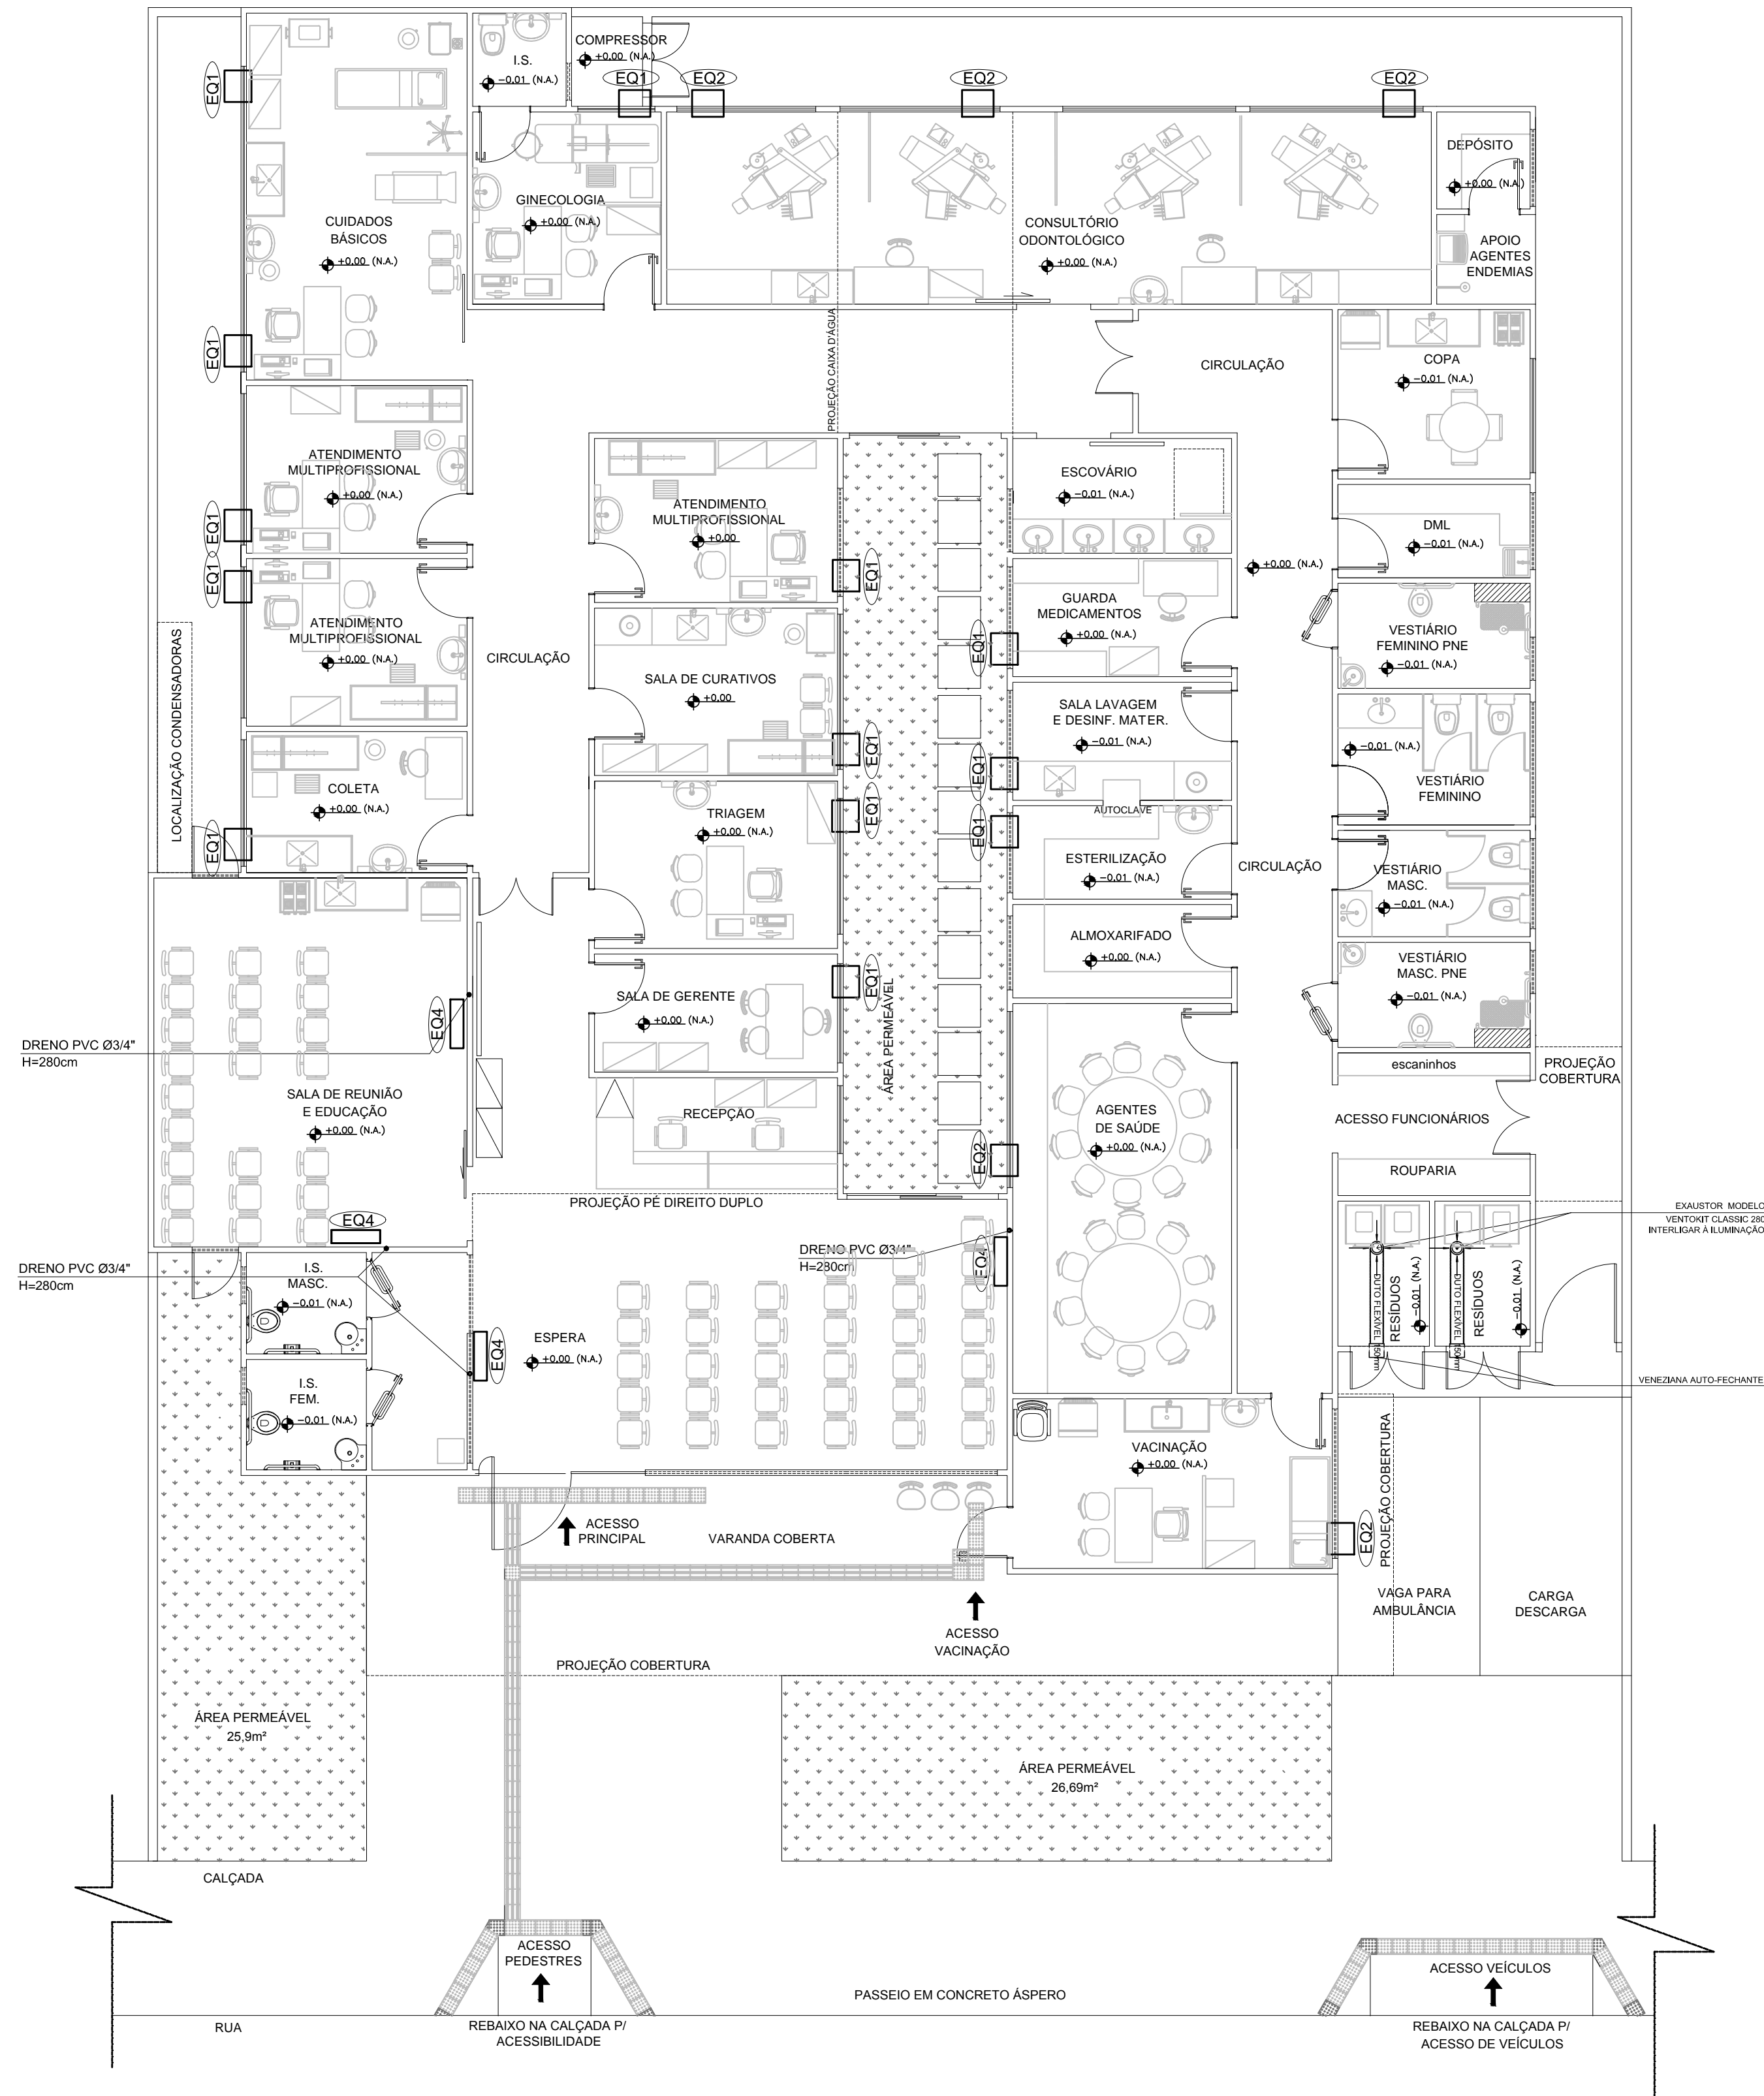 COMPRESSOR
+0.00 (N.A.)
I.S.
-0.01 (N.A.)
EQ1
EQ1
EQ2
EQ2
EQ2
DEPÓSITO
+0.00 (N.A.)
GINECOLOGIA
+0.00 (N.A.)
CUIDADOS
BÁSICOS
+0.00 (N.A.)
CONSULTÓRIO
ODONTOLÓGICO
+0.00 (N.A.)
APOIO
AGENTES
ENDEMIAS
EQ1
PROJEÇÃO CAIXA D'ÁGUA
CIRCULAÇÃO
COPA
-0.01 (N.A.)
ATENDIMENTO
MULTIPROFISSIONAL
+0.00 (N.A.)
EQ1
ATENDIMENTO
MULTIPROFISSIONAL
+0.00
ESCOVÁRIO
-0.01 (N.A.)
DML
-0.01 (N.A.)
+0.00 (N.A.)
EQ1
EQ1
ATENDIMENTO
MULTIPROFISSIONAL
+0.00 (N.A.)
GUARDA
MEDICAMENTOS
+0.00 (N.A.)
EQ1
VESTIÁRIO
FEMININO PNE
-0.01 (N.A.)
CIRCULAÇÃO
SALA DE CURATIVOS
+0.00
EQ1
SALA LAVAGEM
E DESINF. MATER.
-0.01 (N.A.)
EQ1
-0.01 (N.A.)
VESTIÁRIO
FEMININO
LOCALIZAÇÃO CONDENSADORAS
COLETA
+0.00 (N.A.)
EQ1
TRIAGEM
+0.00 (N.A.)
EQ1
AUTOCLAVE
EQ1
ESTERILIZAÇÃO
-0.01 (N.A.)
CIRCULAÇÃO
VESTIÁRIO
MASC.
-0.01 (N.A.)
ALMOXARIFADO
+0.00 (N.A.)
VESTIÁRIO
MASC. PNE
-0.01 (N.A.)
SALA DE GERENTE
+0.00 (N.A.)
EQ1
ÁREA PERMEÁVEL
EQ4
DRENO PVC Ø3/4"
H=280cm
SALA DE REUNIÃO
E EDUCAÇÃO
+0.00 (N.A.)
RECEPÇÃO
AGENTES
DE SAÚDE
+0.00 (N.A.)
EQ2
escaninhos
PROJEÇÃO
COBERTURA
ACESSO FUNCIONÁRIOS
ROUPARIA
PROJEÇÃO PÉ DIREITO DUPLO
EQ4
DRENO PVC Ø3/4"
H=280cm
EQ4
EXAUSTOR MODELO
VENTOKIT CLASSIC 280
INTERLIGAR À ILUMINAÇÃO
DRENO PVC Ø3/4"
H=280cm
I.S.
MASC.
-0.01 (N.A.)
DUTO FLEXÍVEL 150mm
RESÍDUOS
-0.01 (N.A.)
DUTO FLEXÍVEL 150mm
RESÍDUOS
-0.01 (N.A.)
EQ4
ESPERA
+0.00 (N.A.)
I.S.
FEM.
-0.01 (N.A.)
VENEZIANA AUTO-FECHANTE
VACINAÇÃO
+0.00 (N.A.)
EQ2
PROJEÇÃO COBERTURA
ACESSO
PRINCIPAL
VARANDA COBERTA
VAGA PARA
AMBULÂNCIA
CARGA
DESCARGA
ACESSO
VACINAÇÃO
PROJEÇÃO COBERTURA
ÁREA PERMEÁVEL
25,9m²
ÁREA PERMEÁVEL
26,69m²
CALÇADA
ACESSO
PEDESTRES
ACESSO VEÍCULOS
PASSEIO EM CONCRETO ÁSPERO
RUA
REBAIXO NA CALÇADA P/
ACESSIBILIDADE
REBAIXO NA CALÇADA P/
ACESSO DE VEÍCULOS